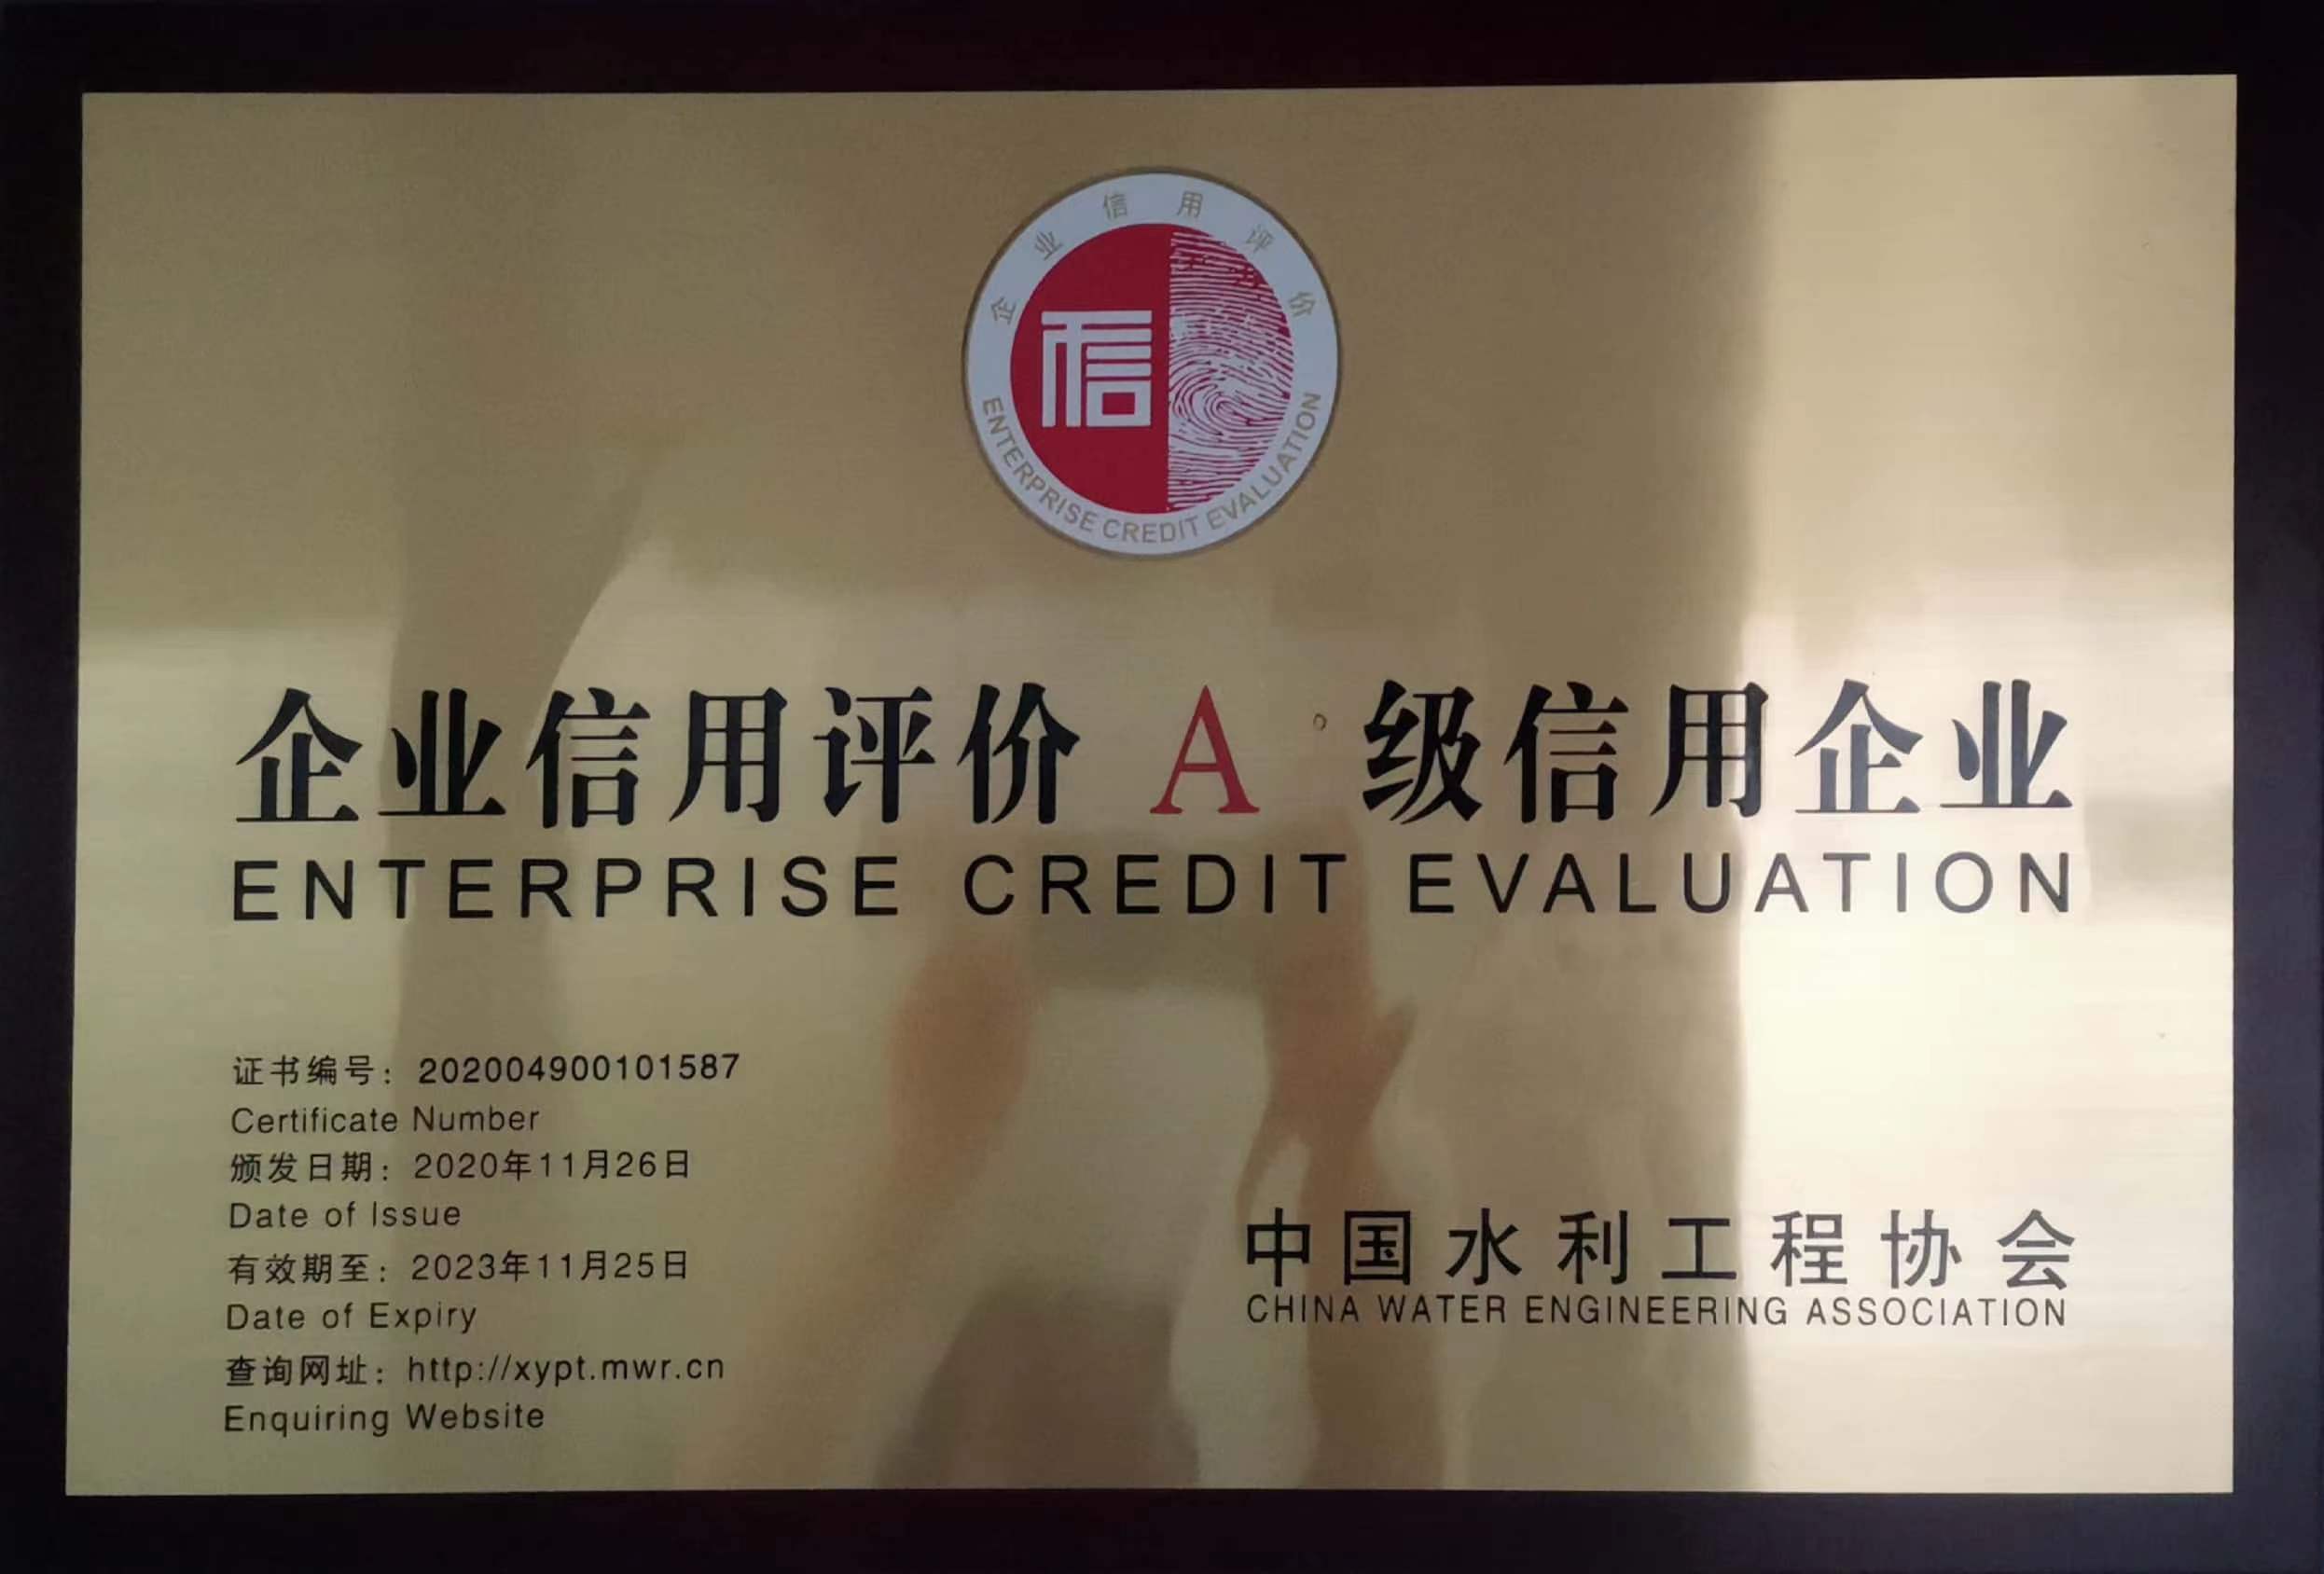 企业信用评价
信
ENTERPRISE CREDIT EVALUATION
企业信用评价 A 级信用企业
ENTERPRISE CREDIT EVALUATION
证书编号：202004900101587
Certificate Number
颁发日期：2020年11月26日
Date of Issue
有效期至：2023年11月25日
Date of Expiry
查询网址：http://xypt.mwr.cn
Enquiring Website
中国水利工程协会
CHINA WATER ENGINEERING ASSOCIATION